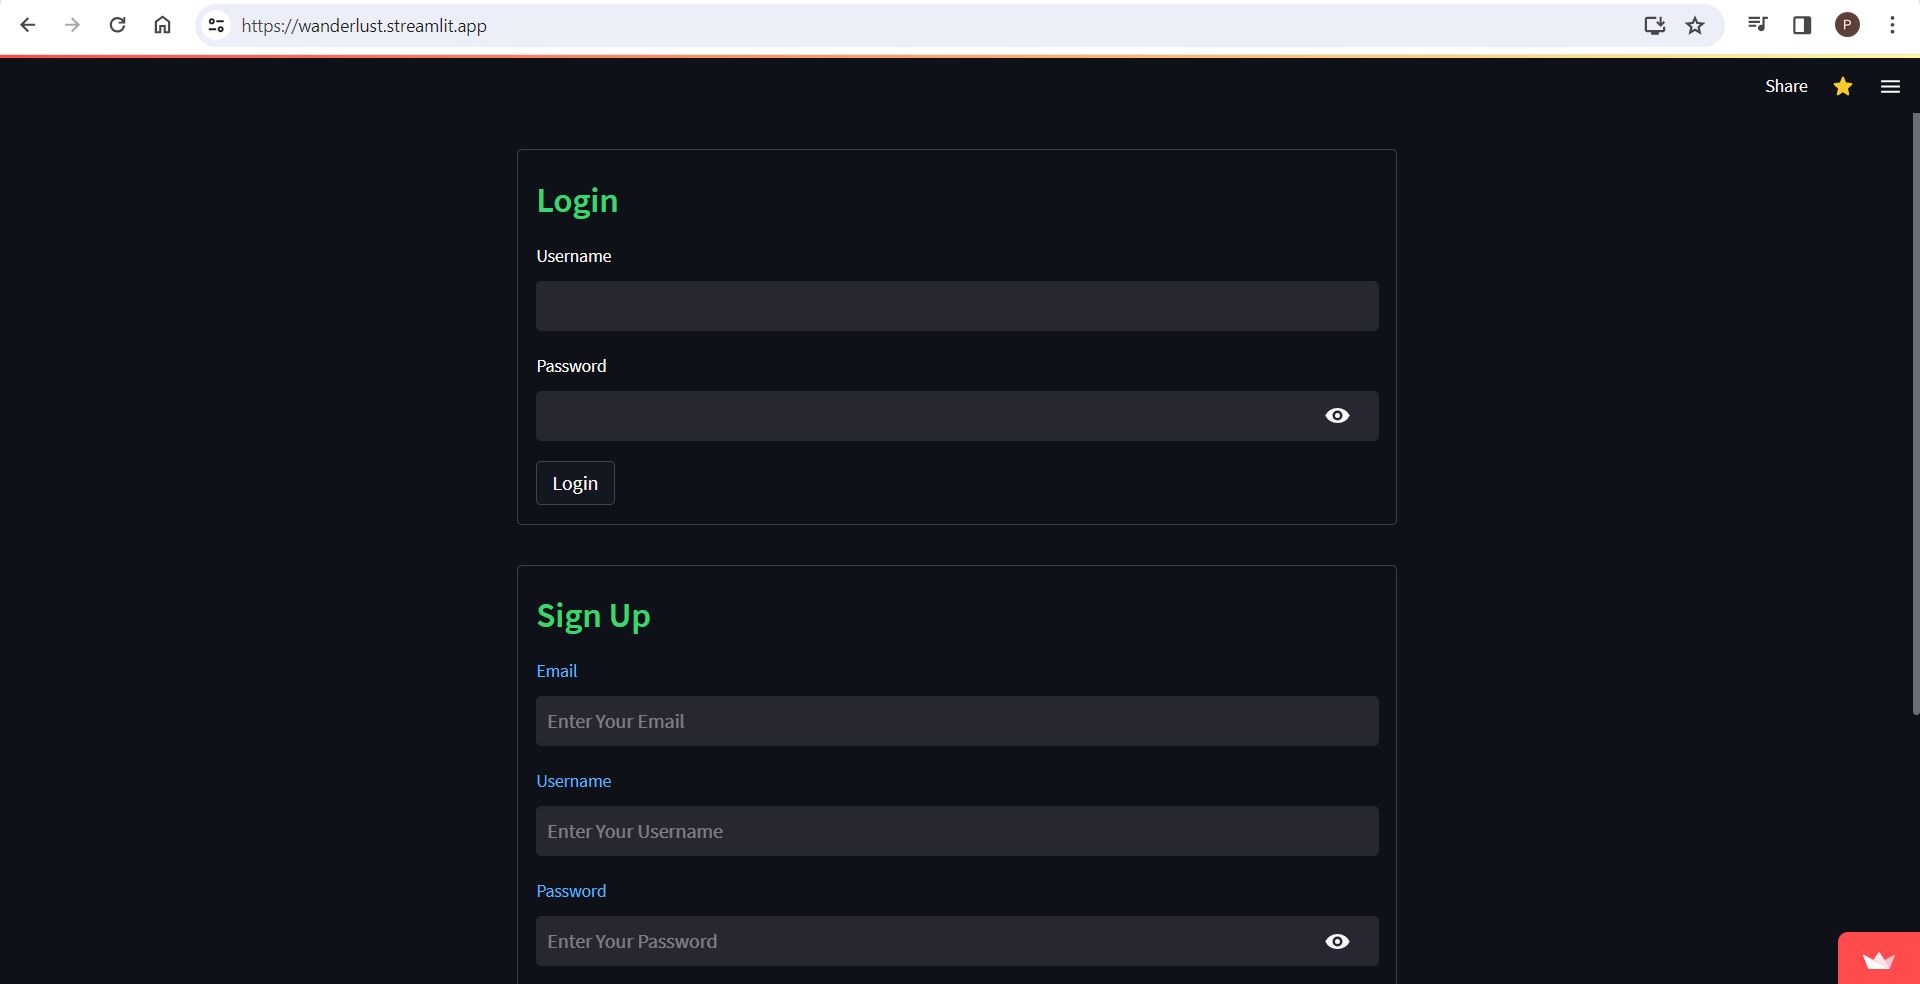 https://wanderlust.streamlit.app
P
Share
Login
Username
Password
Login
Sign Up
Email
Enter Your Email
Username
Enter Your Username
Password
Enter Your Password